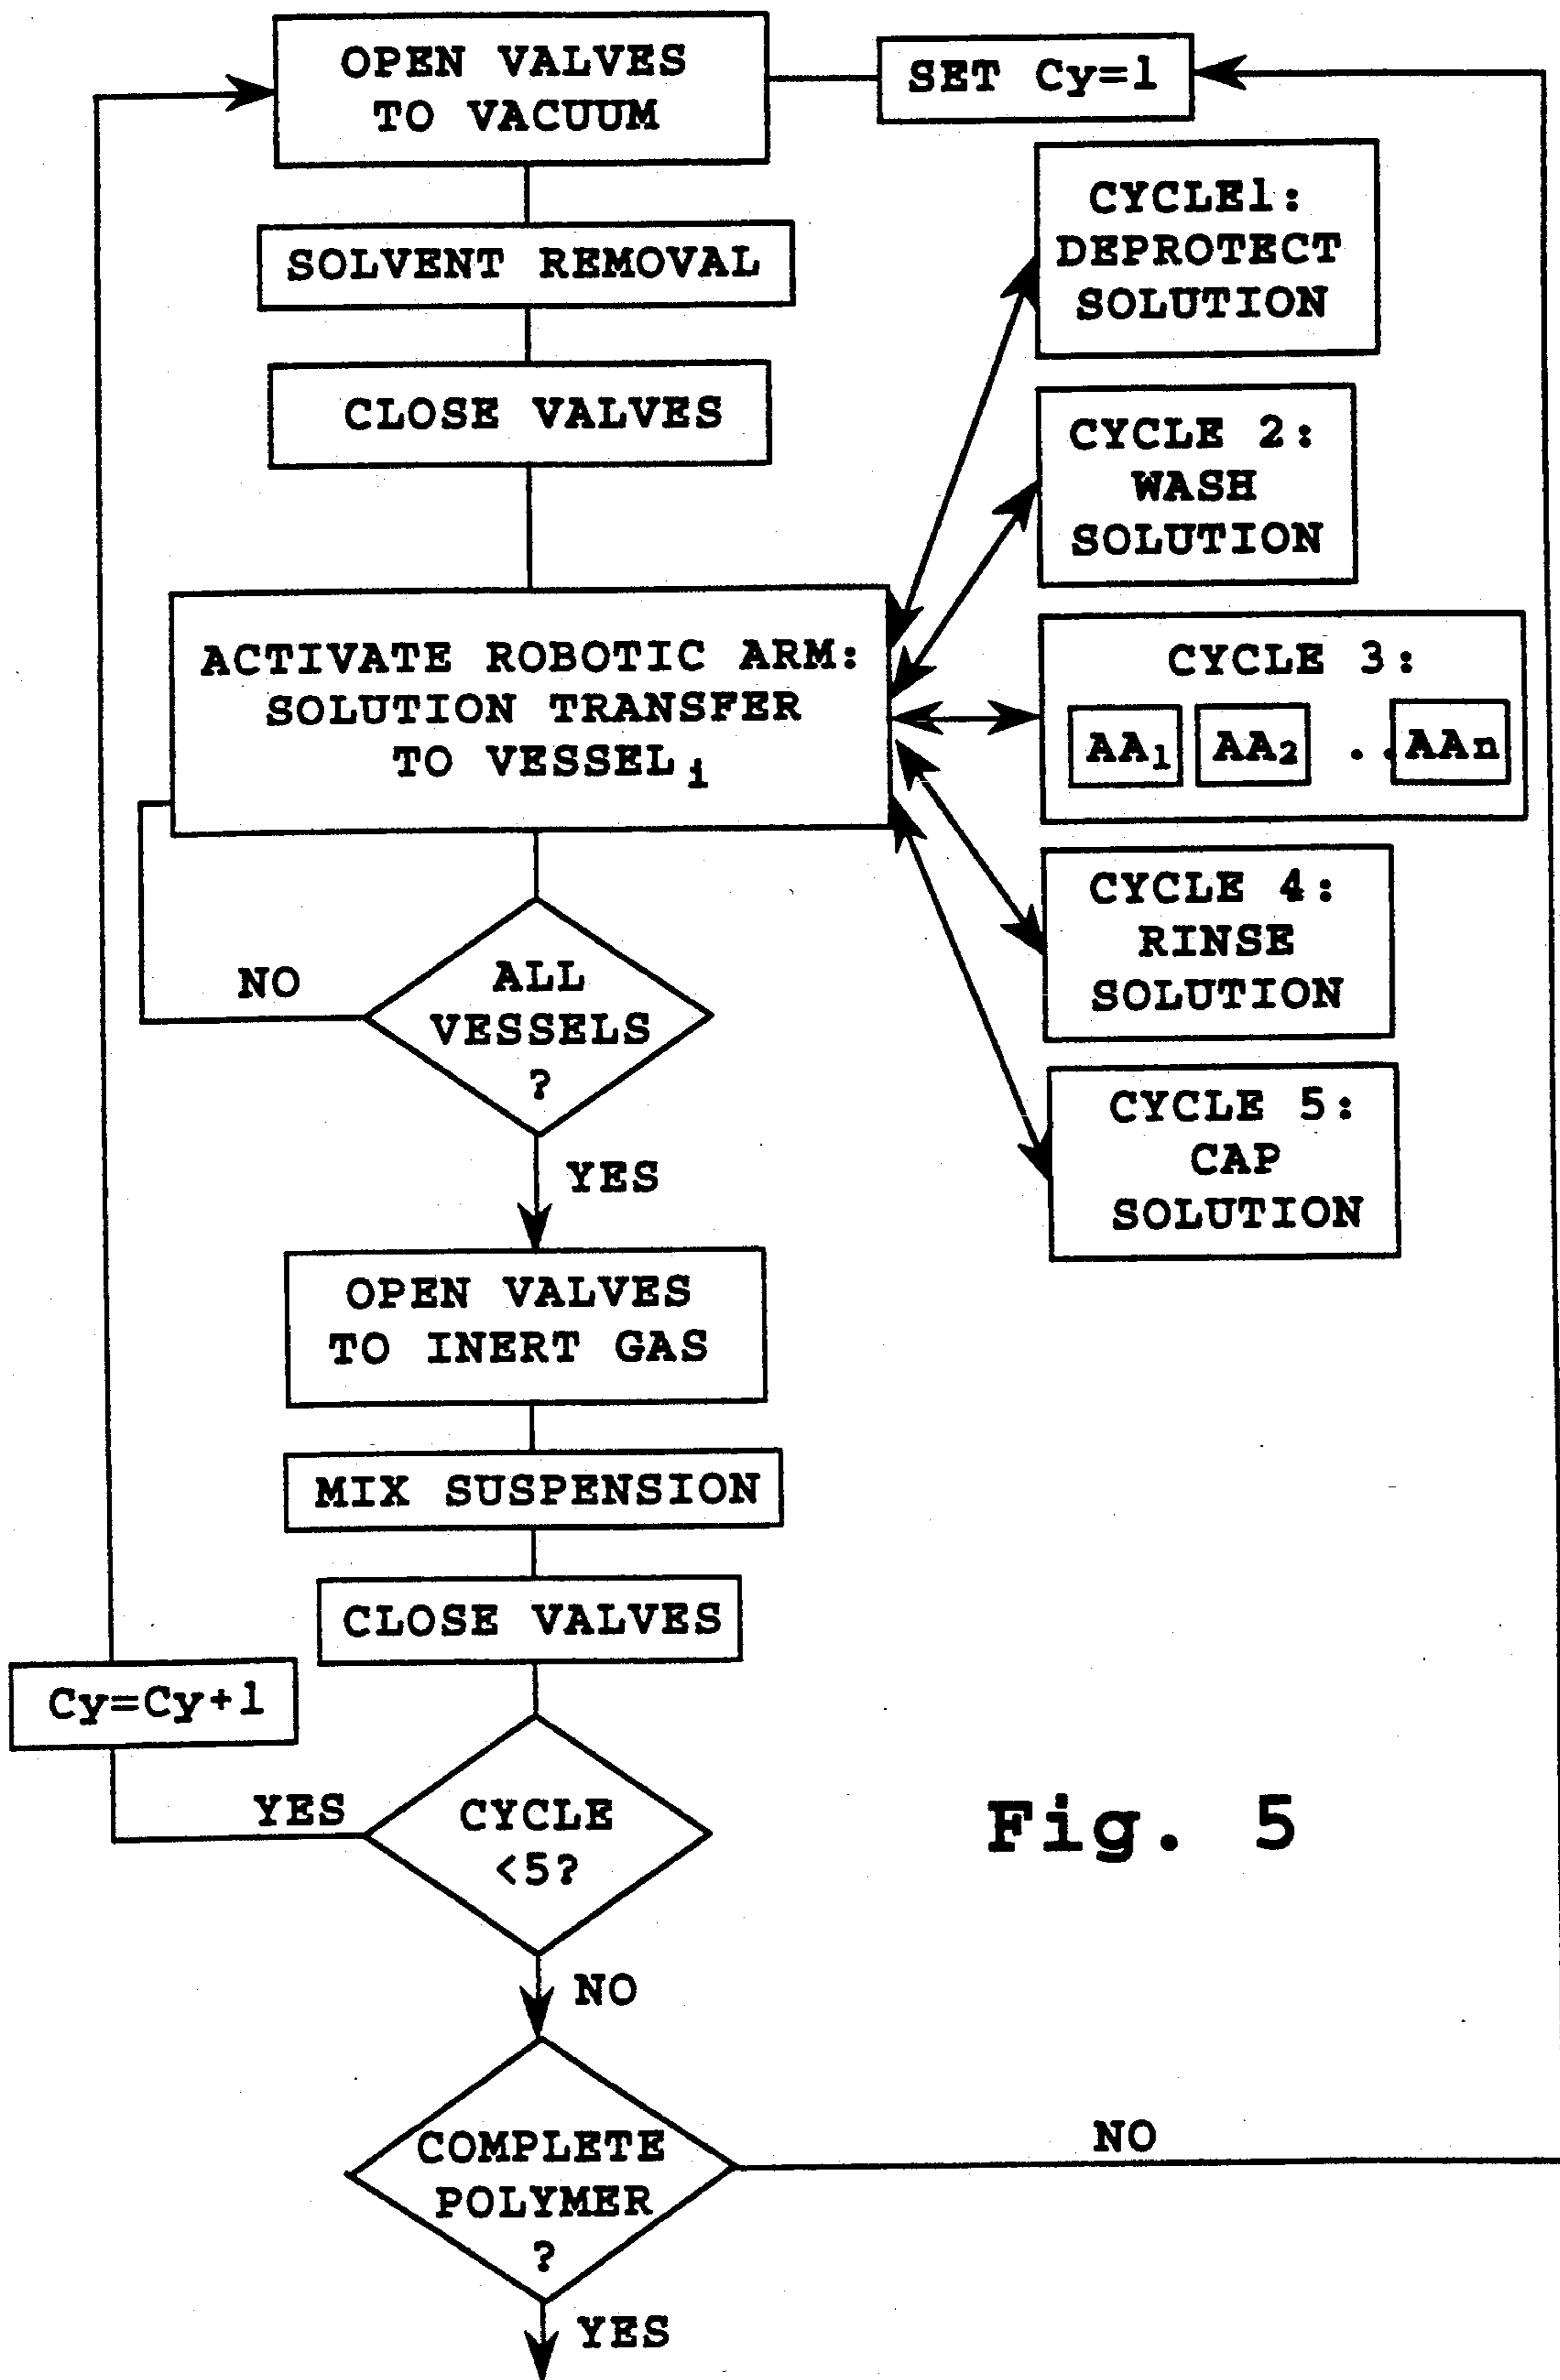 OPEN VALVES
TO VACUUM
SET Cy=1
SOLVENT REMOVAL
CLOSE VALVES
CYCLE1:
DEPROTECT
SOLUTION
CYCLE 2:
WASH
SOLUTION
ACTIVATE ROBOTIC ARM:
SOLUTION TRANSFER
TO VESSELi
CYCLE 3:
AA1 AA2 ..AAn
CYCLE 4:
RINSE
SOLUTION
CYCLE 5:
CAP
SOLUTION
NO
ALL
VESSELS
?
YES
OPEN VALVES
TO INERT GAS
MIX SUSPENSION
CLOSE VALVES
Cy=Cy+1
YES
CYCLE
<5?
NO
COMPLETE
POLYMER
?
NO
YES
Fig. 5